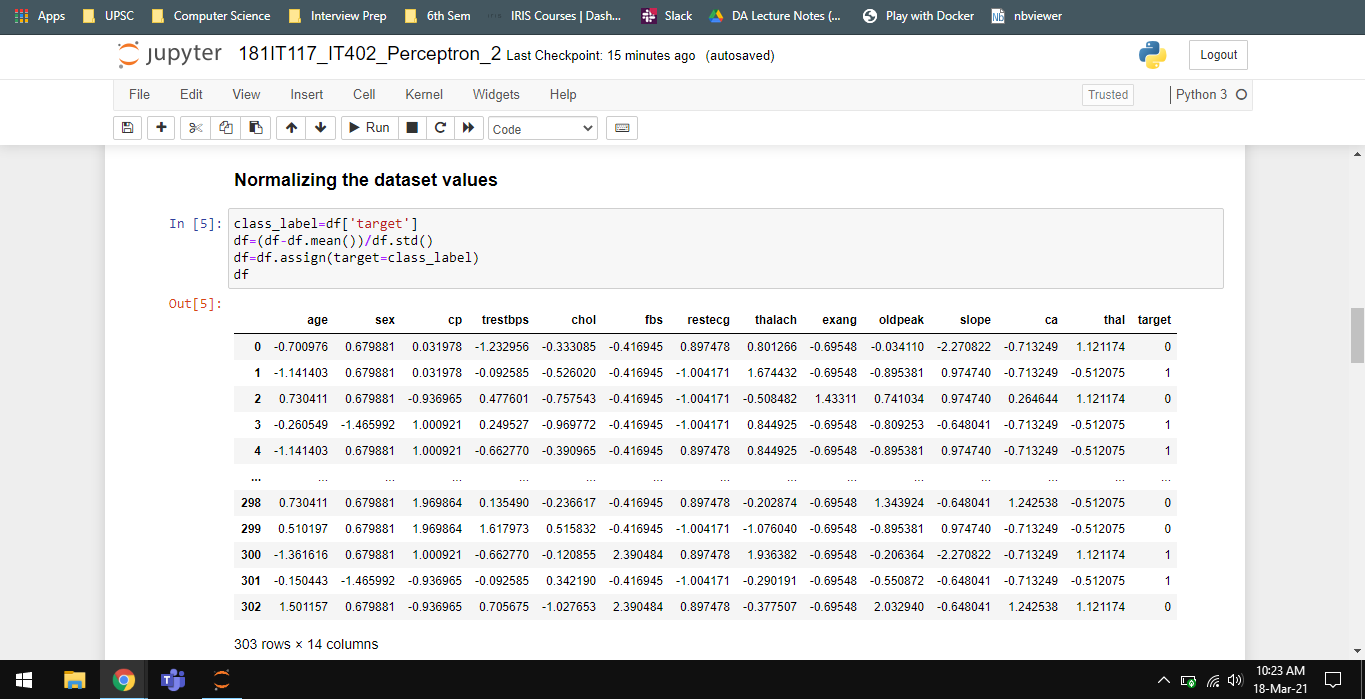 Apps UPSC Computer Science Interview Prep 6th Sem IRIS Courses | Dash... Slack DA Lecture Notes (... Play with Docker nbviewer
jupyter 181IT117_IT402_Perceptron_2 Last Checkpoint: 15 minutes ago (autosaved) Logout
File Edit View Insert Cell Kernel Widgets Help Trusted Python 3
Run Code
Normalizing the dataset values
In [5]: class_label=df['target']
df=(df-df.mean())/df.std()
df=df.assign(target=class_label)
df
Out[5]:
age sex cp trestbps chol fbs restecg thalach exang oldpeak slope ca thal target
0 -0.700976 0.679881 0.031978 -1.232956 -0.333085 -0.416945 0.897478 0.801266 -0.69548 -0.034110 -2.270822 -0.713249 1.121174 0
1 -1.141403 0.679881 0.031978 -0.092585 -0.526020 -0.416945 -1.004171 1.674432 -0.69548 -0.895381 0.974740 -0.713249 -0.512075 1
2 0.730411 0.679881 -0.936965 0.477601 -0.757543 -0.416945 -1.004171 -0.508482 1.43311 0.741034 0.974740 0.264644 1.121174 0
3 -0.260549 -1.465992 1.000921 0.249527 -0.969772 -0.416945 -1.004171 0.844925 -0.69548 -0.809253 -0.648041 -0.713249 -0.512075 1
4 -1.141403 0.679881 1.000921 -0.662770 -0.390965 -0.416945 0.897478 0.844925 -0.69548 -0.895381 0.974740 -0.713249 -0.512075 1
... ... ... ... ... ... ... ... ... ... ... ... ... ... ...
298 0.730411 0.679881 1.969864 0.135490 -0.236617 -0.416945 0.897478 -0.202874 -0.69548 1.343924 -0.648041 1.242538 -0.512075 0
299 0.510197 0.679881 1.969864 1.617973 0.515832 -0.416945 -1.004171 -1.076040 -0.69548 -0.895381 0.974740 -0.713249 -0.512075 0
300 -1.361616 0.679881 1.000921 -0.662770 -0.120855 2.390484 0.897478 1.936382 -0.69548 -0.206364 -2.270822 -0.713249 1.121174 1
301 -0.150443 -1.465992 -0.936965 -0.092585 0.342190 -0.416945 -1.004171 -0.290191 -0.69548 -0.550872 -0.648041 -0.713249 -0.512075 1
302 1.501157 0.679881 -0.936965 0.705675 -1.027653 2.390484 0.897478 -0.377507 -0.69548 2.032940 -0.648041 1.242538 1.121174 0
303 rows × 14 columns
10:23 AM
18-Mar-21